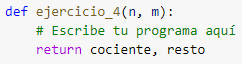 def ejercicio_4(n, m):
    # Escribe tu programa aquí
    return cociente, resto